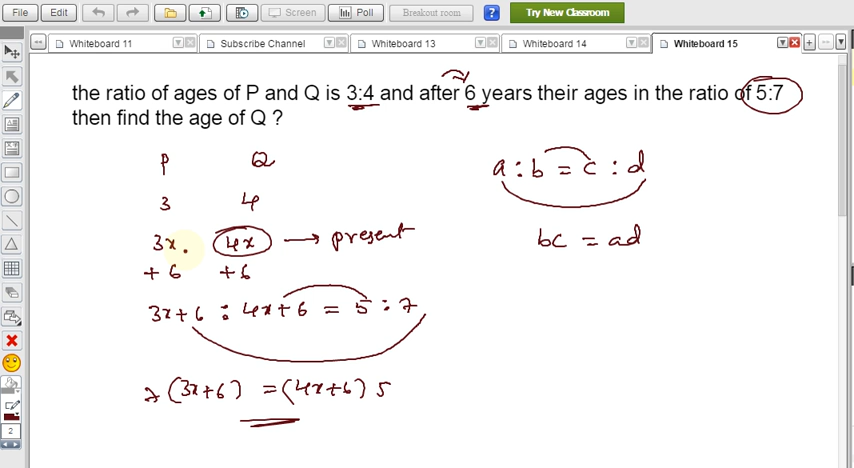 File Edit Screen Poll Breakout room Try New Classroom
Whiteboard 11 Subscribe Channel Whiteboard 13 Whiteboard 14 Whiteboard 15
the ratio of ages of P and Q is 3:4 and after 6 years their ages in the ratio of 5:7
then find the age of Q ?
P Q
3 4
3x 4x → present
+6 +6
3x+6 : 4x+6 = 5 : 7
7(3x+6) = (4x+6) 5
a : b = c : d
bc = ad
2